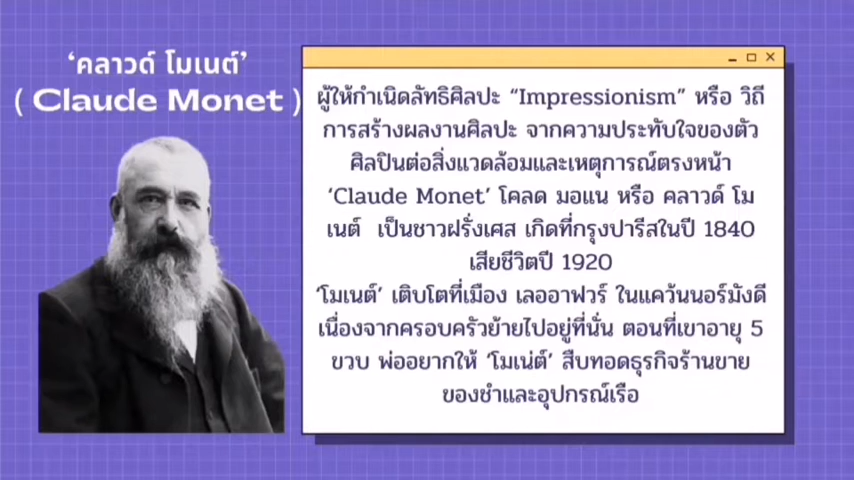 ‘คลาวด์ โมเนต์’
( Claude Monet )
ผู้ให้กำเนิดลัทธิศิลปะ “Impressionism” หรือ วิถี
การสร้างผลงานศิลปะ จากความประทับใจของตัว
ศิลปินต่อสิ่งแวดล้อมและเหตุการณ์ตรงหน้า
‘Claude Monet’ โคลด มอแน หรือ คลาวด์ โม
เนต์ เป็นชาวฝรั่งเศส เกิดที่กรุงปารีสในปี 1840
เสียชีวิตปี 1920
‘โมเนต์’ เติบโตที่เมือง เลออาฟวร์ ในแคว้นนอร์มังดี
เนื่องจากครอบครัวย้ายไปอยู่ที่นั่น ตอนที่เขาอายุ 5
ขวบ พ่ออยากให้ ‘โมเน่ต์’ สืบทอดธุรกิจร้านขาย
ของชำและอุปกรณ์เรือ